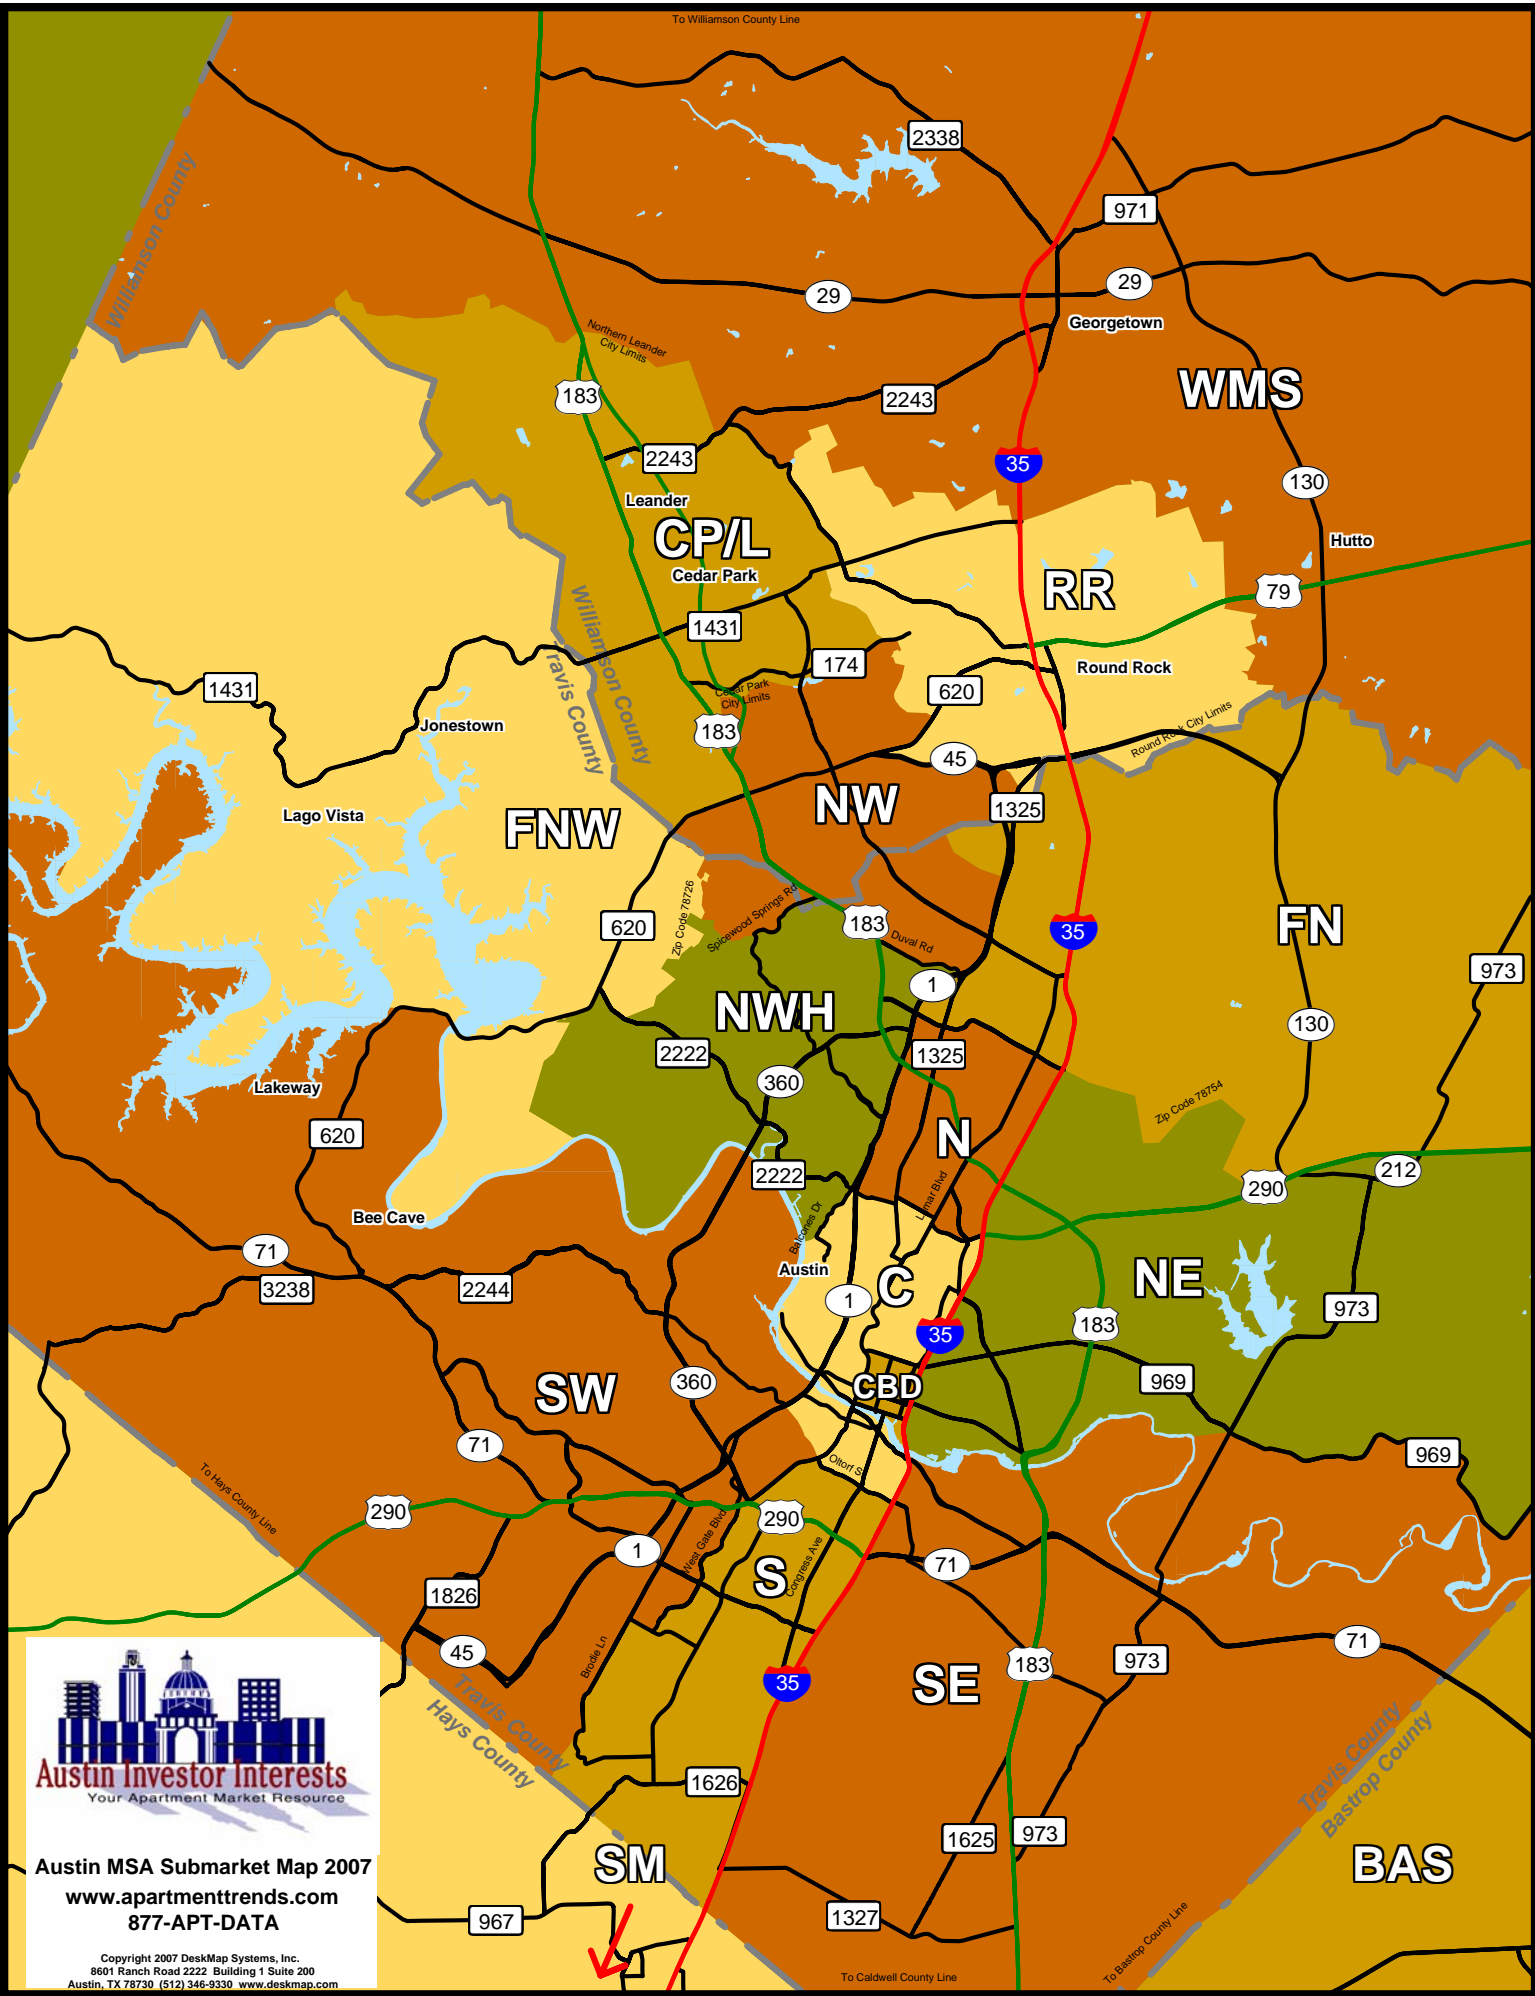 To Williamson County Line
2338
Williamson County
971
29
29
Georgetown
Northern Leander
City Limits
WMS
183
2243
2243
35
130
Leander
CP/L
Hutto
Cedar Park
RR
79
Williamson County
Travis County
1431
174
Round Rock
1431
620
Cedar Park
City Limits
Jonestown
183
Round Rock City Limits
45
NW
1325
Lago Vista
FNW
Zip Code 78726
Spicewood Springs Rd
620
183
Duval Rd
35
FN
973
1
NWH
130
2222
1325
360
Lakeway
Zip Code 78754
620
N
2222
212
290
Lamar Blvd
Balcones Dr
Bee Cave
71
Austin
3238
2244
C
NE
1
973
183
35
SW
360
CBD
969
71
969
Oltorf St
To Hays County Line
290
290
West Gate Blvd
1
S
Congress Ave
71
1826
45
Brodie Ln
183
973
71
35
SE
Travis County
Hays County
Travis County
Bastrop County
1626
1625
973
SM
BAS
967
1327
To Caldwell County Line
To Bastrop County Line
Austin Investor Interests
Your Apartment Market Resource
Austin MSA Submarket Map 2007
www.apartmenttrends.com
877-APT-DATA
Copyright 2007 DeskMap Systems, Inc.
8601 Ranch Road 2222 Building 1 Suite 200
Austin, TX 78730 (512) 346-9330 www.deskmap.com